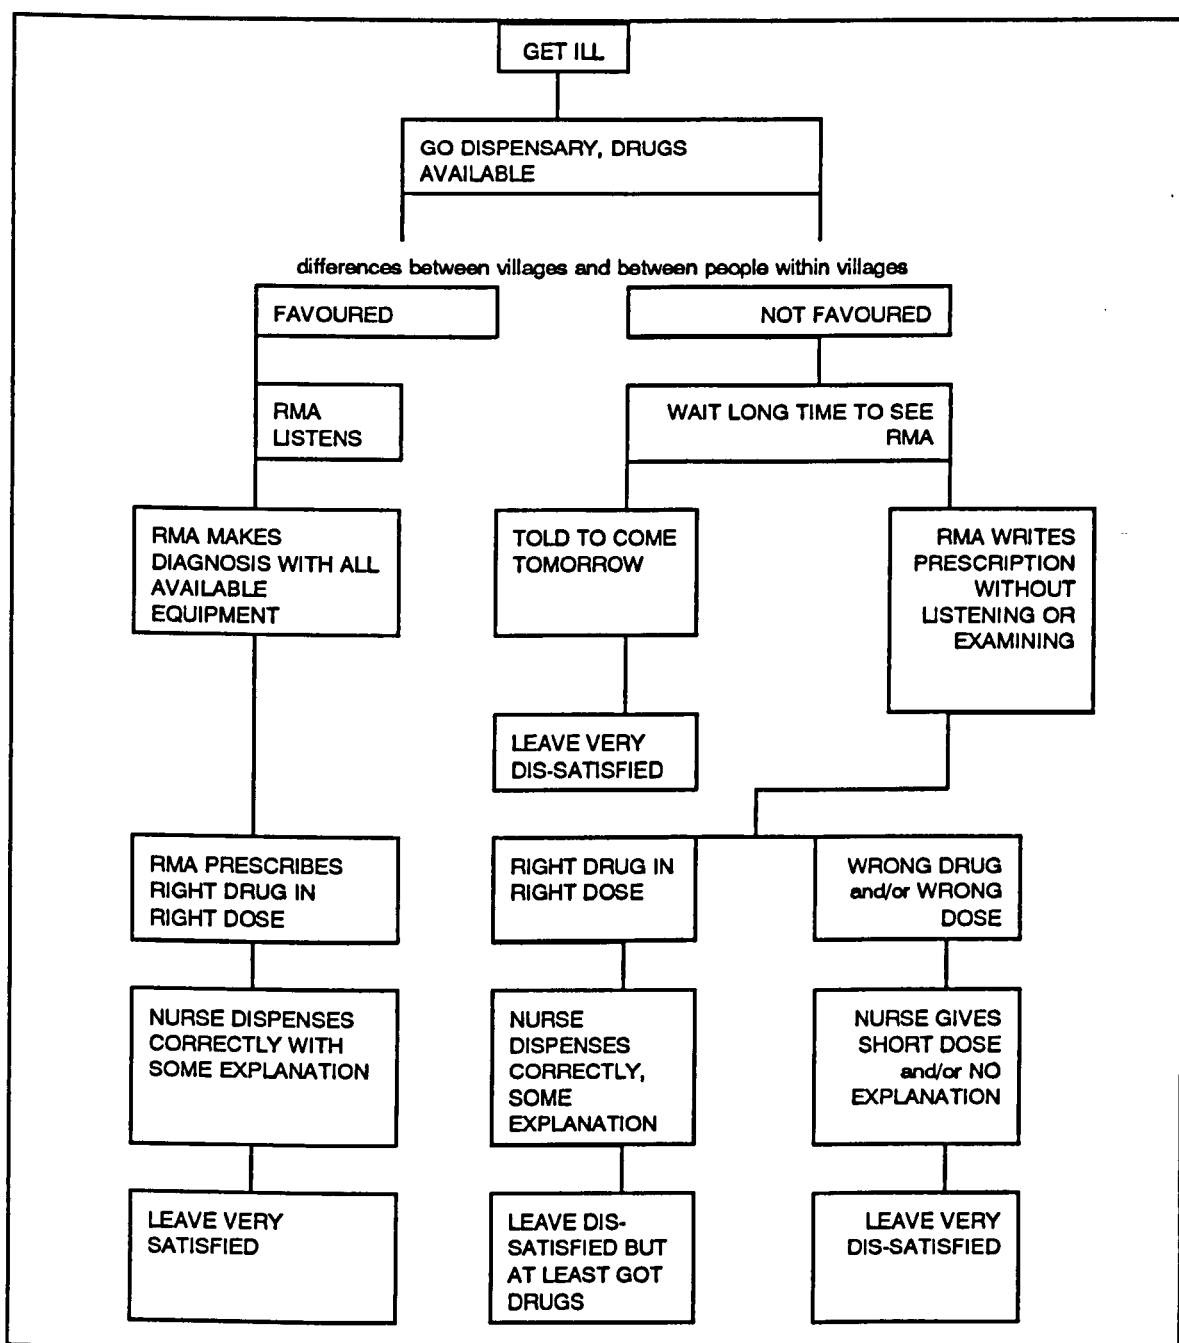 GET ILL
GO DISPENSARY, DRUGS
AVAILABLE
differences between villages and between people within villages
FAVOURED
NOT FAVOURED
RMA
LISTENS
WAIT LONG TIME TO SEE
RMA
RMA MAKES
DIAGNOSIS WITH ALL
AVAILABLE
EQUIPMENT
TOLD TO COME
TOMORROW
RMA WRITES
PRESCRIPTION
WITHOUT
LISTENING OR
EXAMINING
LEAVE VERY
DIS-SATISFIED
RMA PRESCRIBES
RIGHT DRUG IN
RIGHT DOSE
RIGHT DRUG IN
RIGHT DOSE
WRONG DRUG
and/or WRONG
DOSE
NURSE DISPENSES
CORRECTLY WITH
SOME EXPLANATION
NURSE
DISPENSES
CORRECTLY,
SOME
EXPLANATION
NURSE GIVES
SHORT DOSE
and/or NO
EXPLANATION
LEAVE VERY
SATISFIED
LEAVE DIS-
SATISFIED BUT
AT LEAST GOT
DRUGS
LEAVE VERY
DIS-SATISFIED